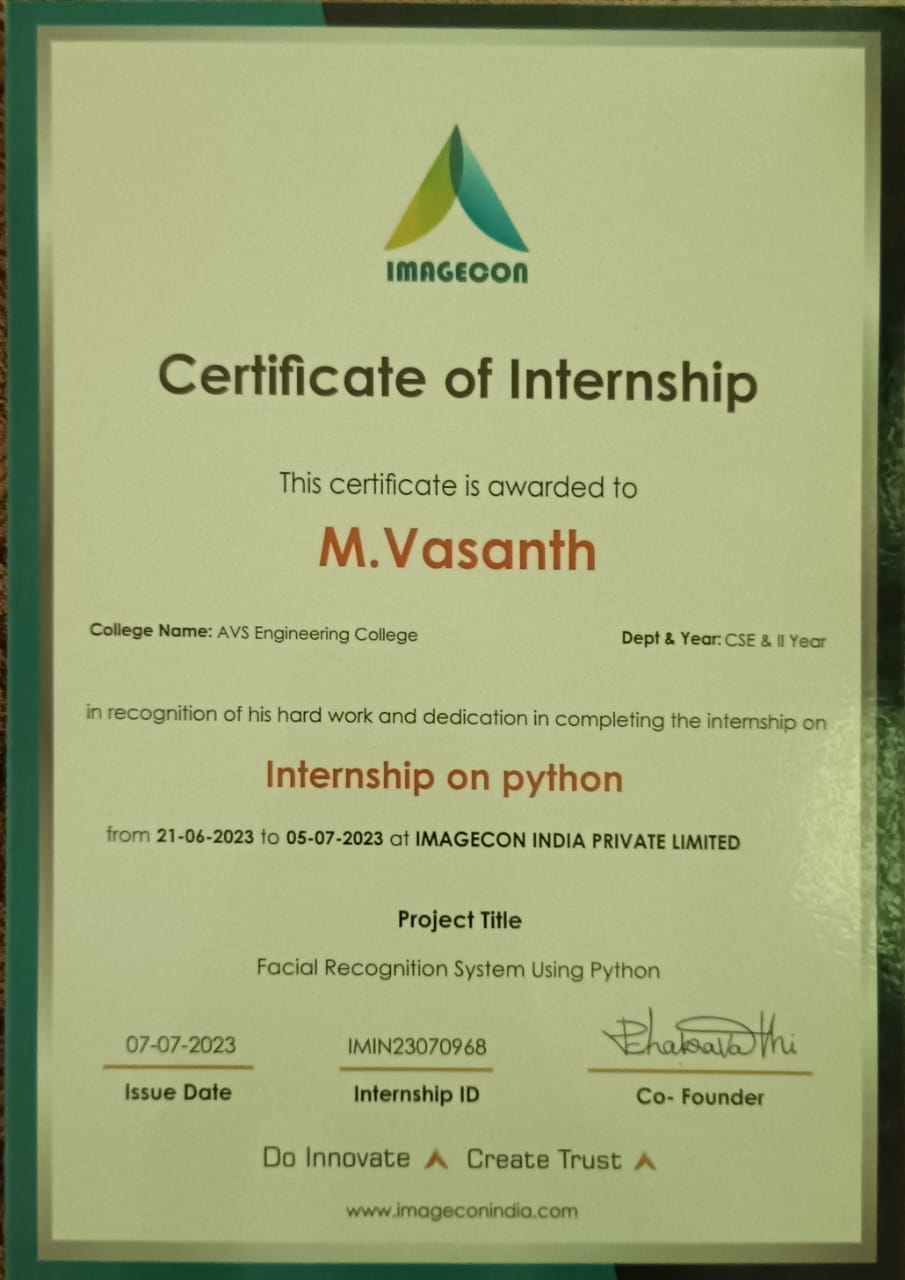 IMAGECON
Certificate of Internship
This certificate is awarded to
M.Vasanth
College Name: AVS Engineering College
Dept & Year: CSE & II Year
in recognition of his hard work and dedication in completing the internship on
Internship on python
from 21-06-2023 to 05-07-2023 at IMAGECON INDIA PRIVATE LIMITED
Project Title
Facial Recognition System Using Python
07-07-2023
Issue Date
IMIN23070968
Internship ID
Co- Founder
Do Innovate Create Trust
www.imageconindia.com